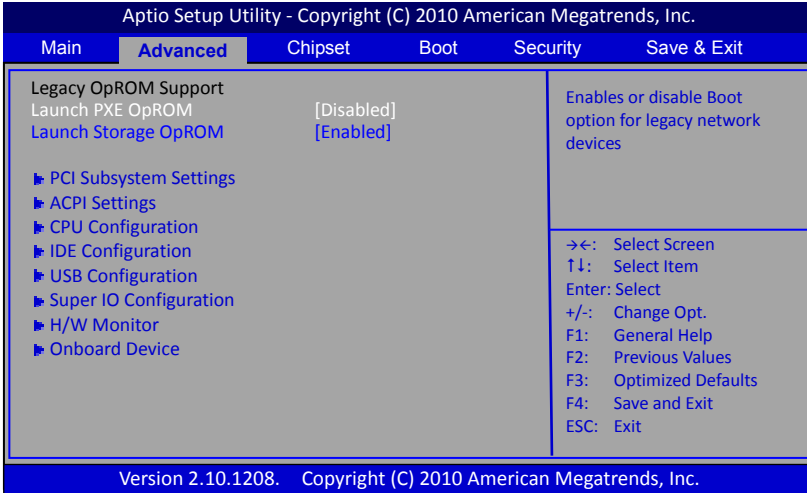 Aptio Setup Utility - Copyright (C) 2010 American Megatrends, Inc.
Main Advanced Chipset Boot Security Save & Exit
Legacy OpROM Support
Launch PXE OpROM [Disabled]
Launch Storage OpROM [Enabled]
PCI Subsystem Settings
ACPI Settings
CPU Configuration
IDE Configuration
USB Configuration
Super IO Configuration
H/W Monitor
Onboard Device
Enables or disable Boot
option for legacy network
devices
→←: Select Screen
↑↓: Select Item
Enter: Select
+/-: Change Opt.
F1: General Help
F2: Previous Values
F3: Optimized Defaults
F4: Save and Exit
ESC: Exit
Version 2.10.1208. Copyright (C) 2010 American Megatrends, Inc.